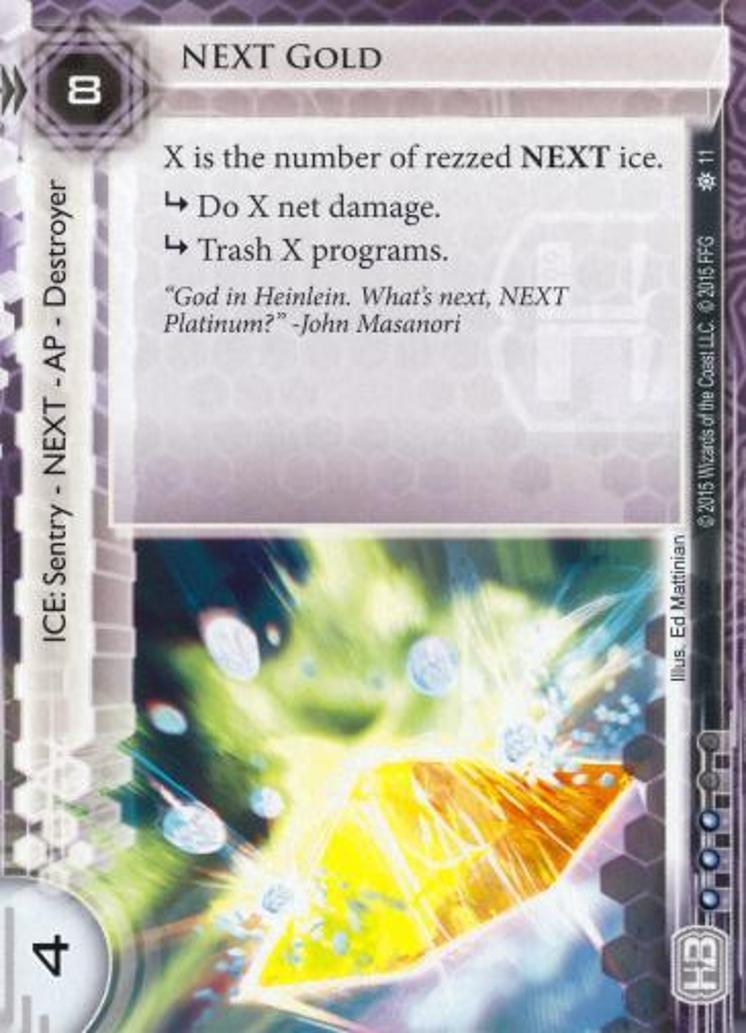 NEXT GOLD
8
X is the number of rezzed NEXT ice.
↳ Do X net damage.
↳ Trash X programs.
“God in Heinlein. What’s next, NEXT
Platinum?” -John Masanori
ICE: Sentry - NEXT - AP - Destroyer
4
Illus. Ed Mattinian
© 2015 Wizards of the Coast LLC. © 2015 FFG
11
HB